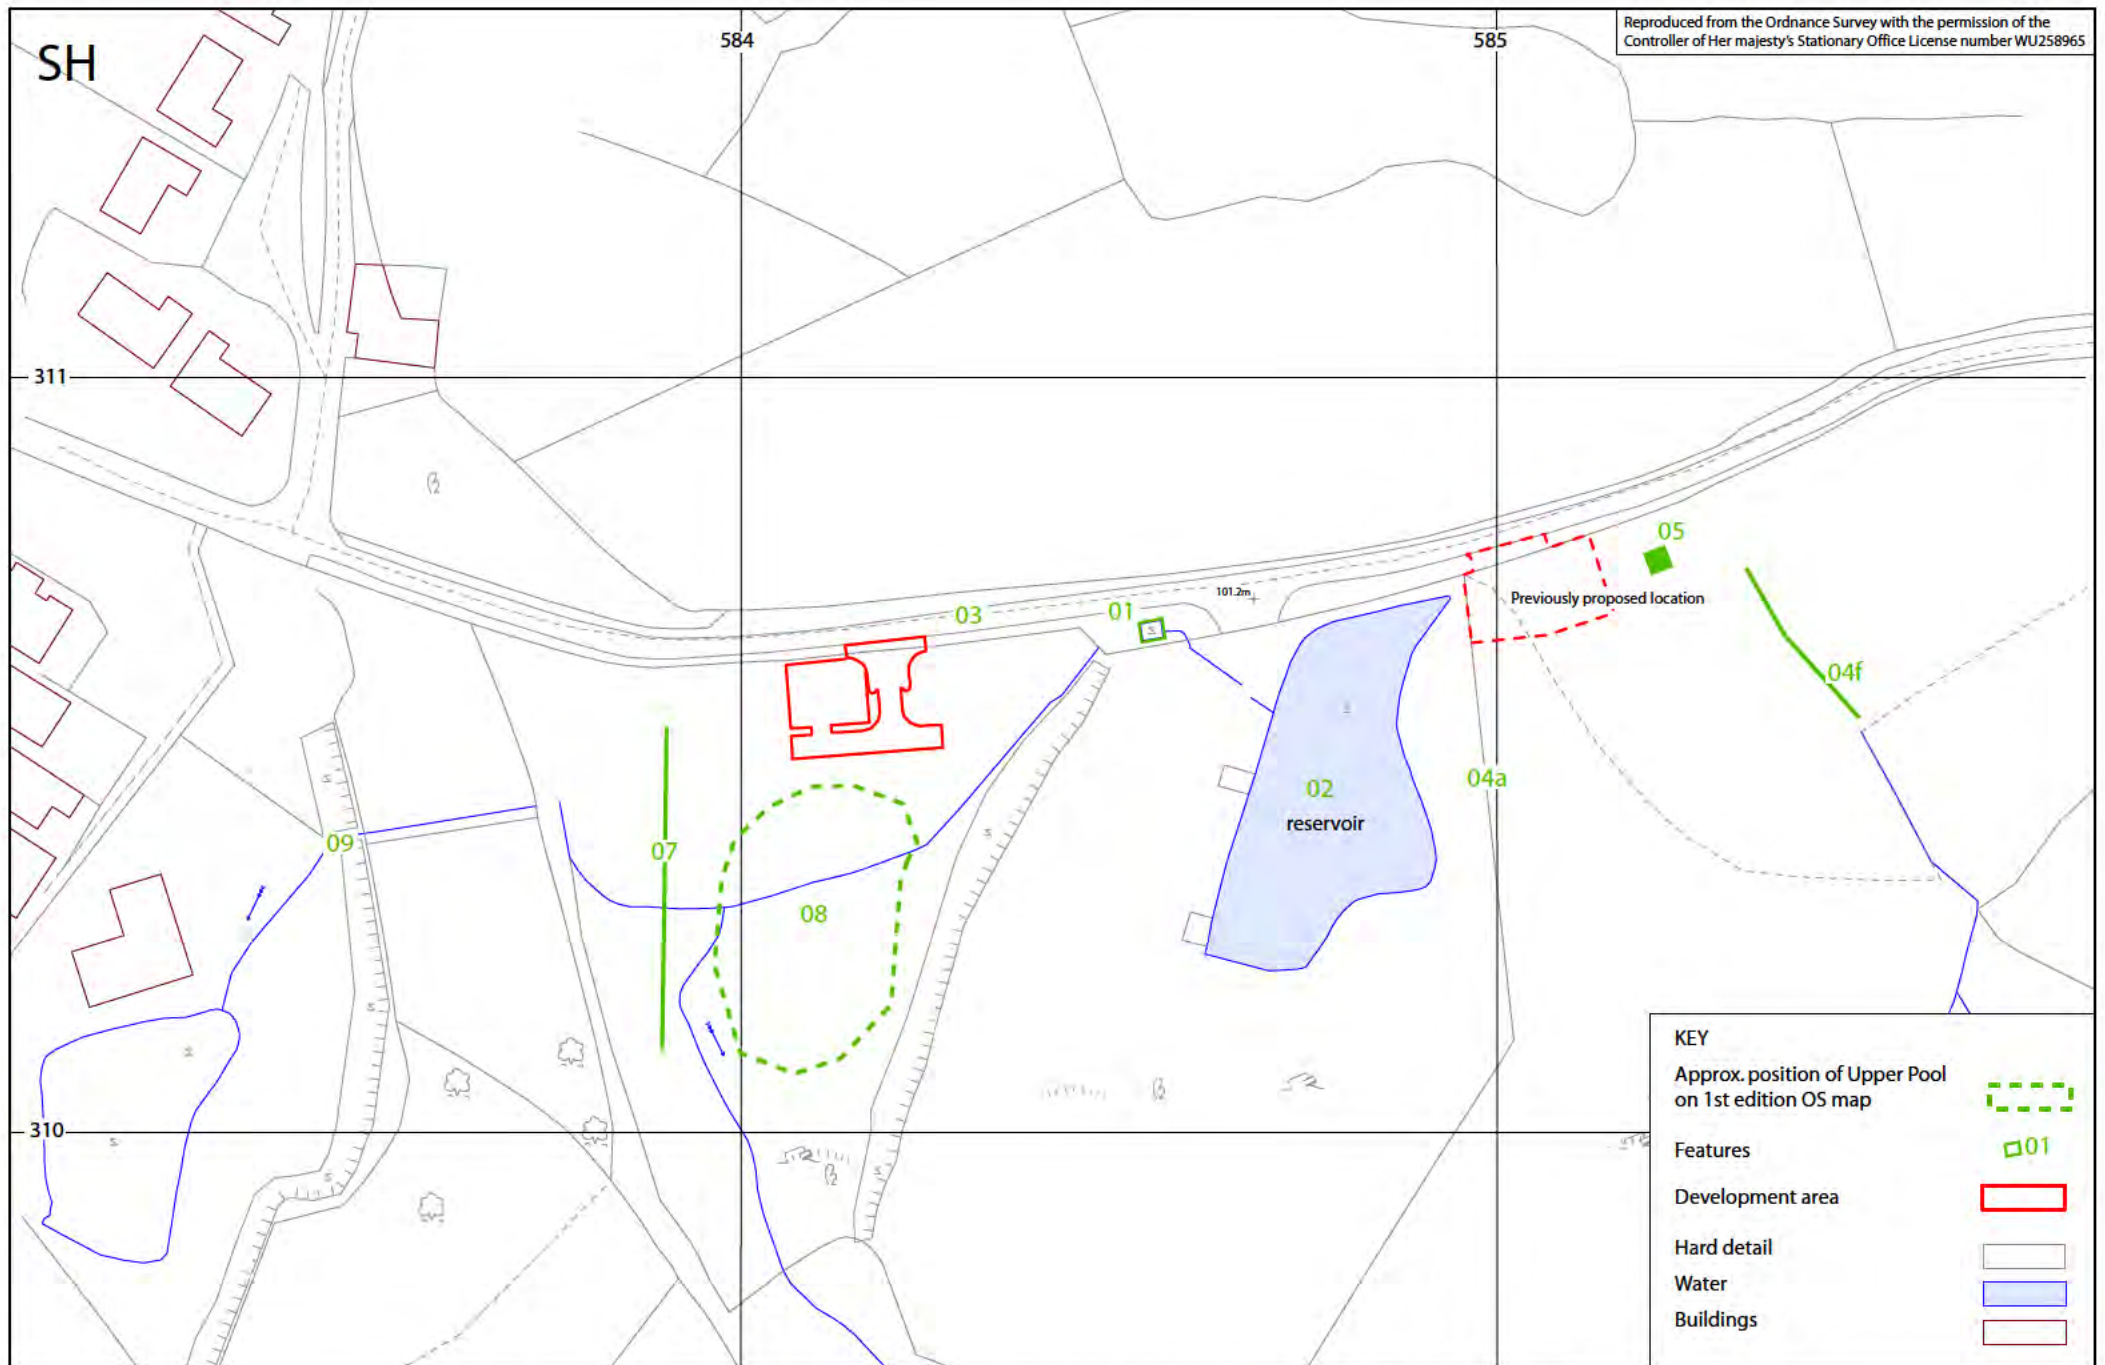 Reproduced from the Ordnance Survey with the permission of the
Controller of Her majesty's Stationary Office License number WU258965
SH
584
585
311
05
Previously proposed location
101.2m
01
03
04f
04a
02
reservoir
07
09
08
310
KEY
Approx. position of Upper Pool
on 1st edition OS map
Features
01
Development area
Hard detail
Water
Buildings